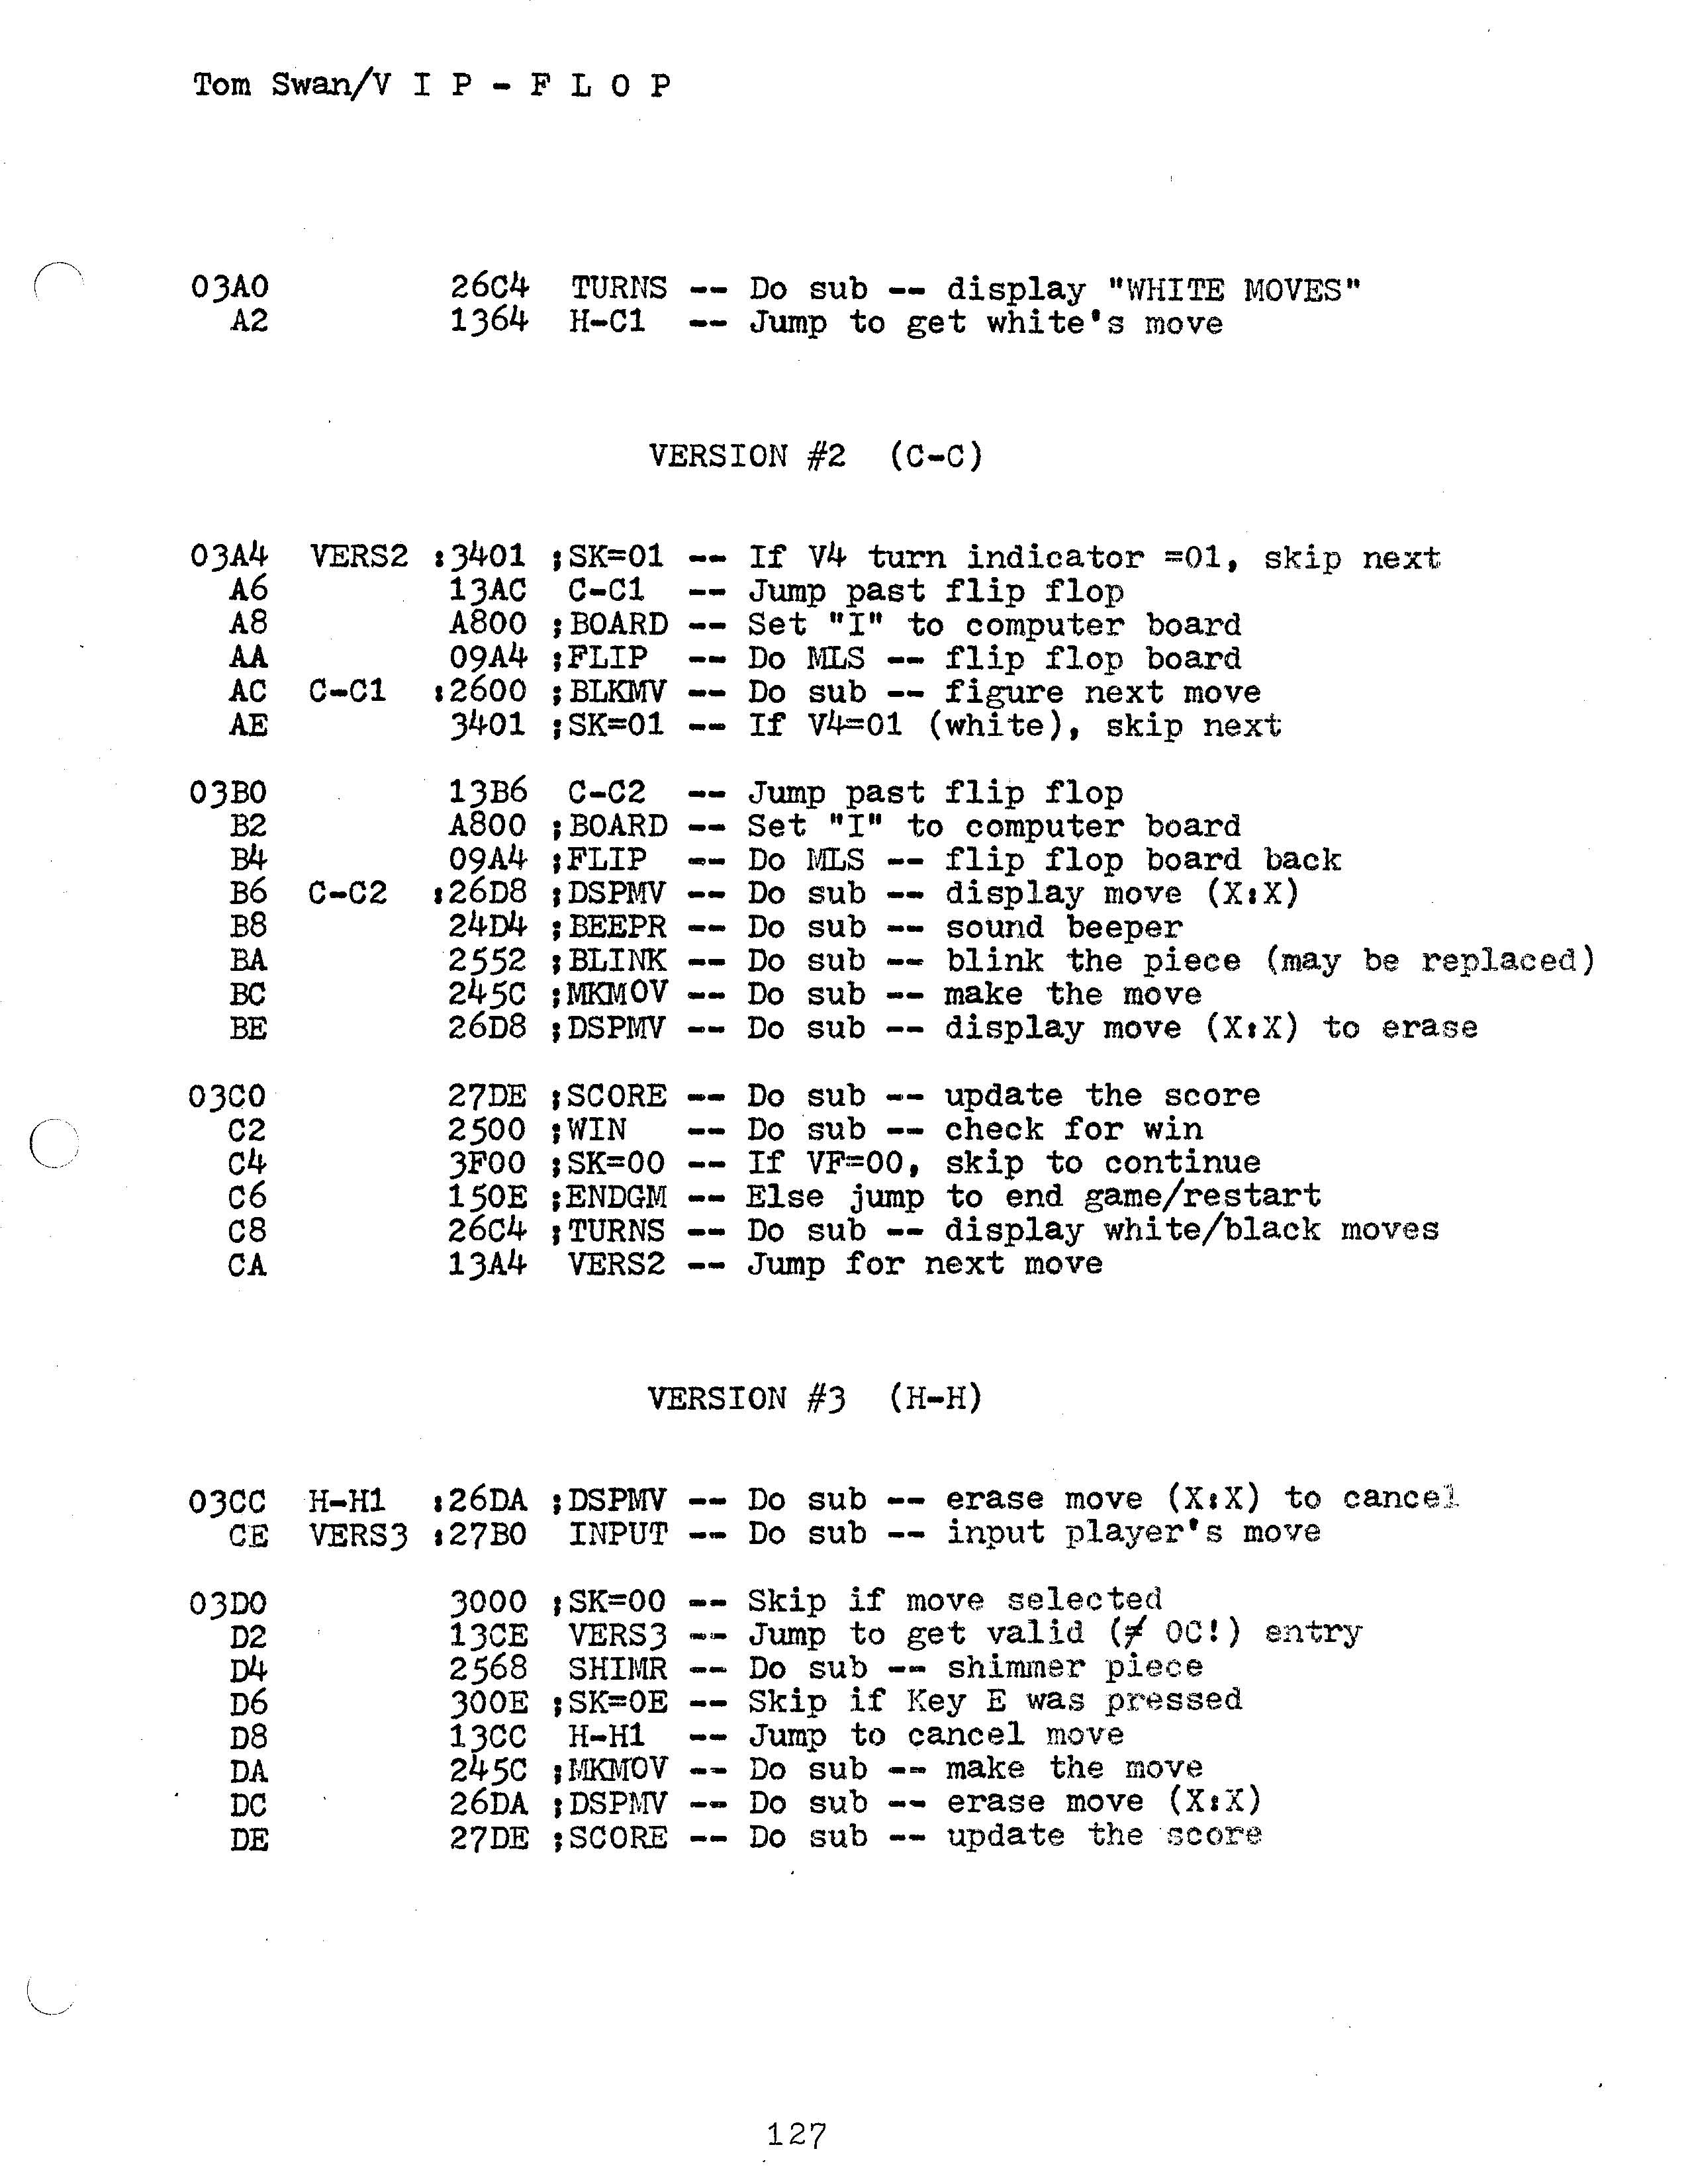 Tom Swan/V I P - F L O P
03A0 26C4 TURNS -- Do sub -- display "WHITE MOVES"
A2 1364 H-C1 -- Jump to get white's move
VERSION #2 (C-C)
03A4 VERS2 :3401 ;SK=01 -- If V4 turn indicator =01, skip next
A6 13AC C-C1 -- Jump past flip flop
A8 A800 ;BOARD -- Set "I" to computer board
AA 09A4 ;FLIP -- Do MLS -- flip flop board
AC C-C1 :2600 ;BLKMV -- Do sub -- figure next move
AE 3401 ;SK=01 -- If V4=01 (white), skip next
03B0 13B6 C-C2 -- Jump past flip flop
B2 A800 ;BOARD -- Set "I" to computer board
B4 09A4 ;FLIP -- Do MLS -- flip flop board back
B6 C-C2 :26D8 ;DSPMV -- Do sub -- display move (X:X)
B8 24D4 ;BEEPR -- Do sub -- sound beeper
BA 2552 ;BLINK -- Do sub -- blink the piece (may be replaced)
BC 245C ;MKMOV -- Do sub -- make the move
BE 26D8 ;DSPMV -- Do sub -- display move (X:X) to erase
03C0 27DE ;SCORE -- Do sub -- update the score
C2 2500 ;WIN -- Do sub -- check for win
C4 3F00 ;SK=00 -- If VF=00, skip to continue
C6 150E ;ENDGM -- Else jump to end game/restart
C8 26C4 ;TURNS -- Do sub -- display white/black moves
CA 13A4 VERS2 -- Jump for next move
VERSION #3 (H-H)
03CC H-H1 :26DA ;DSPMV -- Do sub -- erase move (X:X) to cancel
CE VERS3 :27B0 INPUT -- Do sub -- input player's move
03D0 3000 ;SK=00 -- Skip if move selected
D2 13CE VERS3 -- Jump to get valid (≠ 0C!) entry
D4 2568 SHIMR -- Do sub -- shimmer piece
D6 300E ;SK=0E -- Skip if Key E was pressed
D8 13CC H-H1 -- Jump to cancel move
DA 245C ;MKMOV -- Do sub -- make the move
DC 26DA ;DSPMV -- Do sub -- erase move (X:X)
DE 27DE ;SCORE -- Do sub -- update the score
127